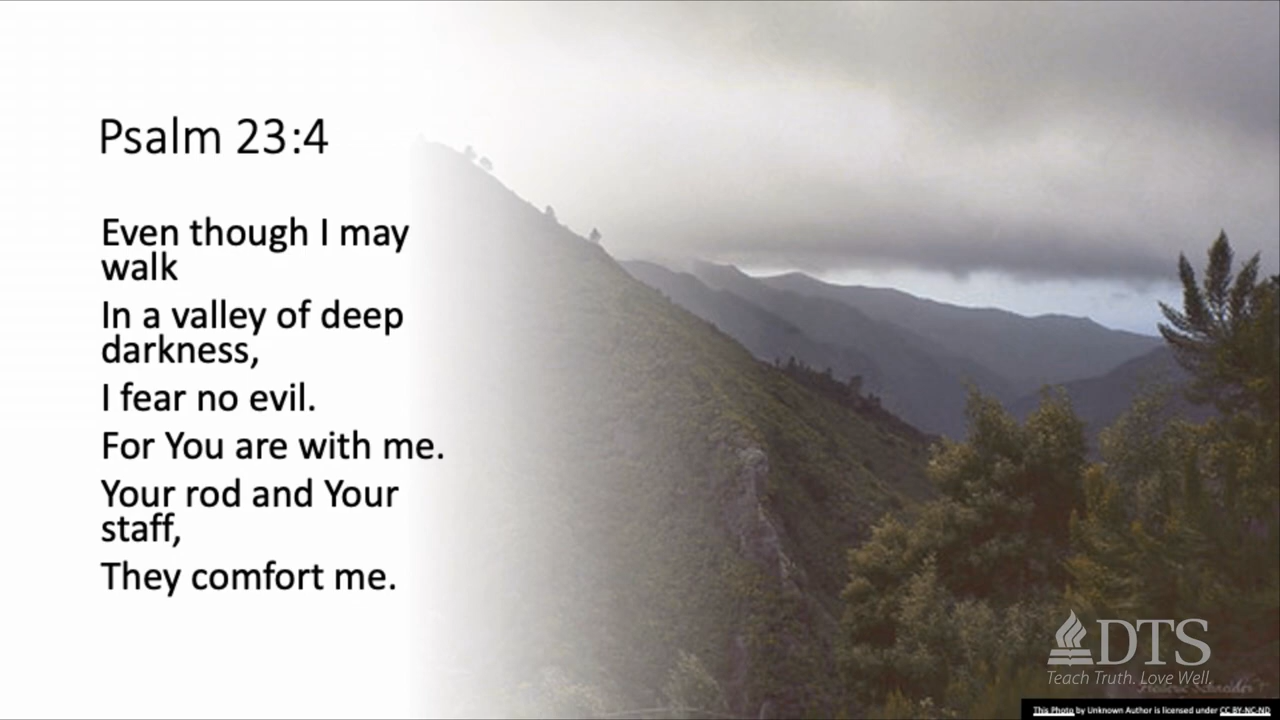 Psalm 23:4
Even though I may
walk
In a valley of deep
darkness,
I fear no evil.
For You are with me.
Your rod and Your
staff,
They comfort me.
DTS
Teach Truth. Love Well.
This Photo by Unknown Author is licensed under CC BY-NC-ND